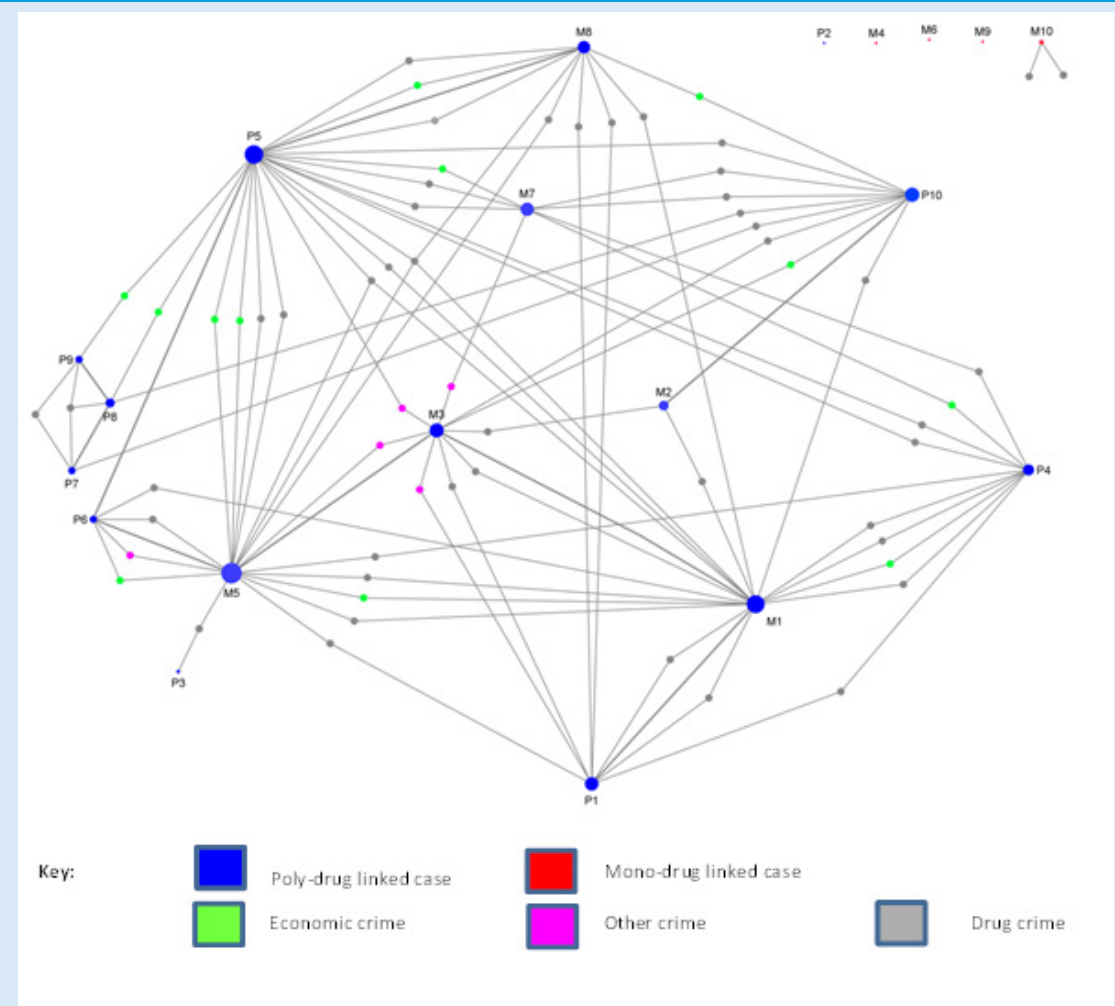 M8
P2 M4 M6 M9 M10
P5
M7
P10
P9
P8
M2
M3
P7
P4
P6
M5
M1
P3
P1
Key:
Poly-drug linked case
Mono-drug linked case
Economic crime
Other crime
Drug crime